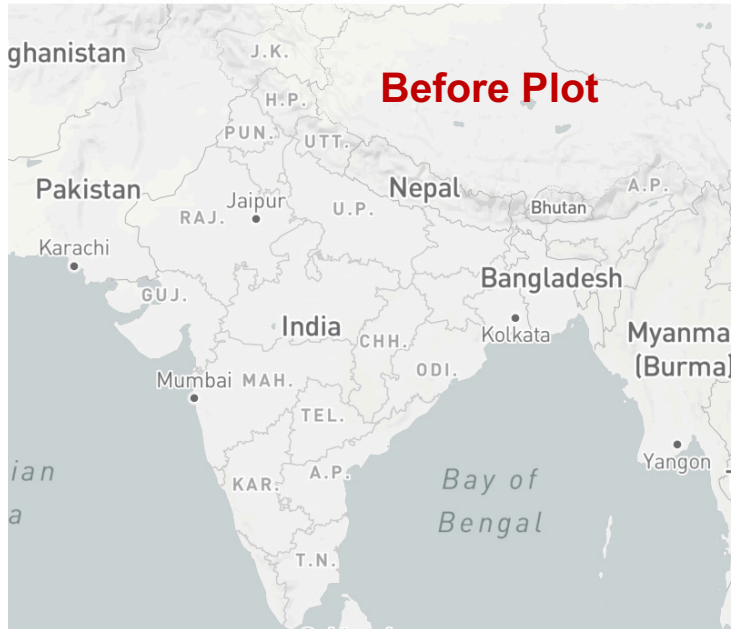 ghanistan
J.K.
Before Plot
H.P.
PUN.
UTT.
Pakistan
Nepal
A.P.
Jaipur
U.P.
RAJ.
Bhutan
Karachi
Bangladesh
GUJ.
India
Kolkata
CHH.
Myanma
(Burma)
Mumbai
MAH.
ODI.
TEL.
Yangon
ian
a
KAR.
A.P.
Bay of
Bengal
T.N.